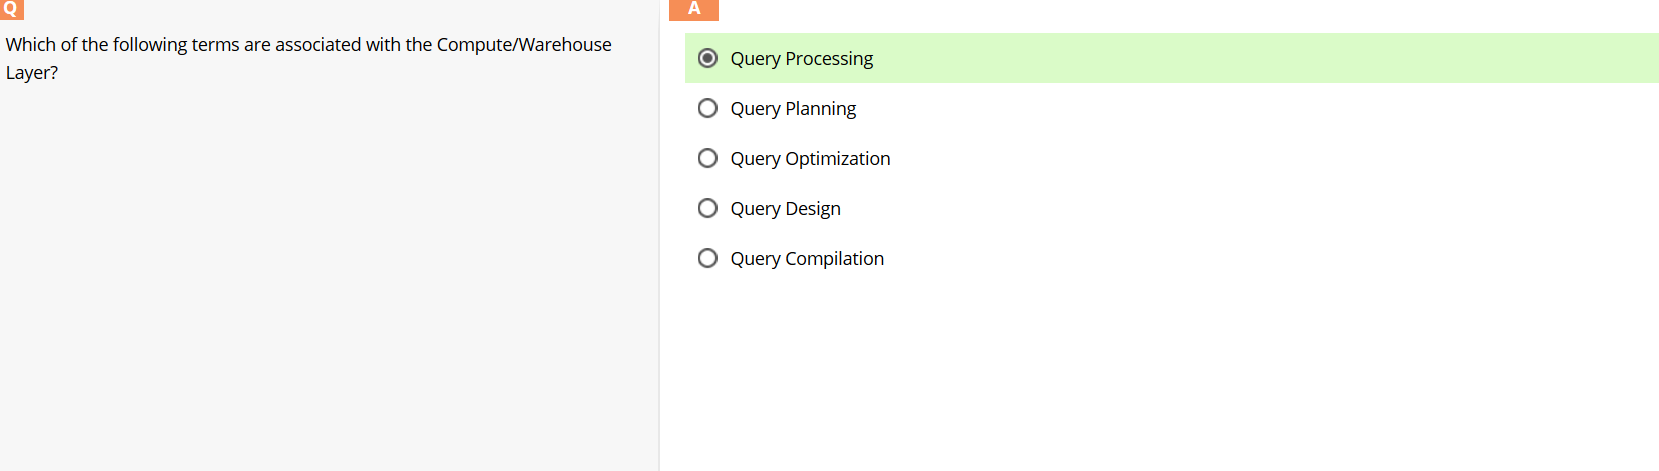 Q
Which of the following terms are associated with the Compute/Warehouse
Layer?
A
Query Processing
Query Planning
Query Optimization
Query Design
Query Compilation